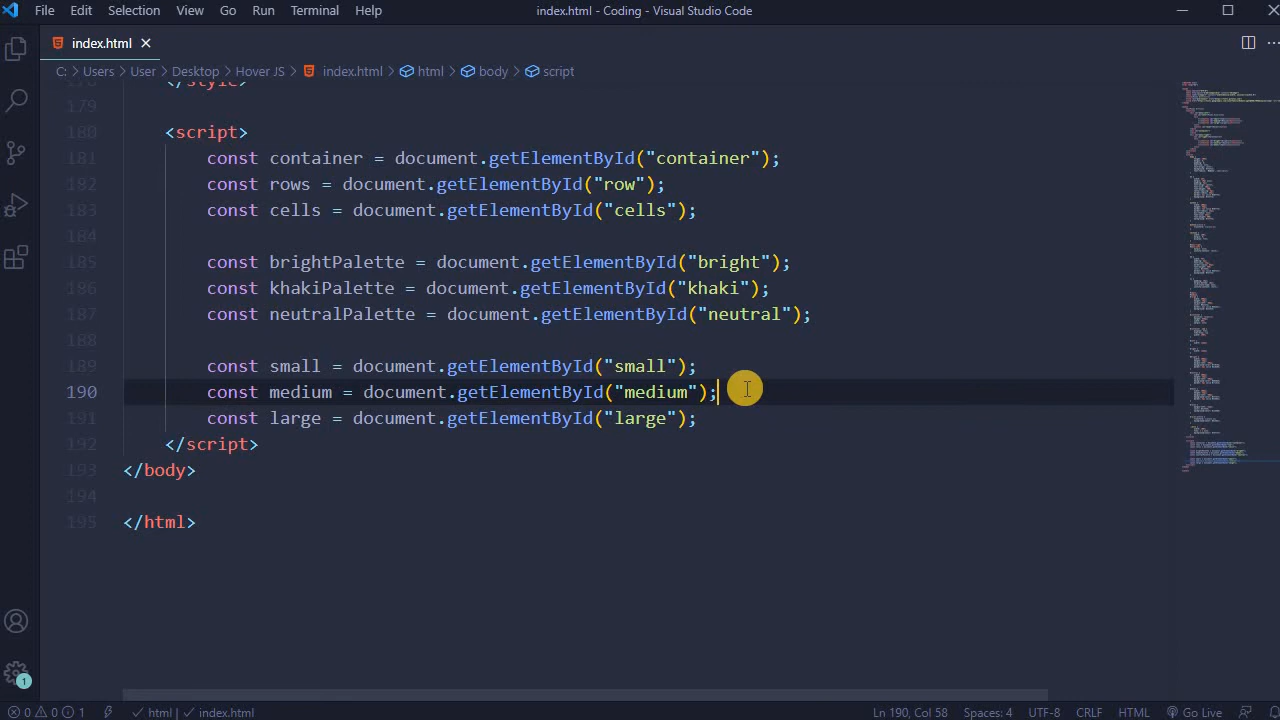 File Edit Selection View Go Run Terminal Help index.html - Coding - Visual Studio Code
index.html
C: > Users > User > Desktop > Hover JS > index.html > html > body > script
178 </style>
179
180 <script>
181 const container = document.getElementById("container");
182 const rows = document.getElementById("row");
183 const cells = document.getElementById("cells");
184
185 const brightPalette = document.getElementById("bright");
186 const khakiPalette = document.getElementById("khaki");
187 const neutralPalette = document.getElementById("neutral");
188
189 const small = document.getElementById("small");
190 const medium = document.getElementById("medium");
191 const large = document.getElementById("large");
192 </script>
193 </body>
194
195 </html>
1
0 0 1 html | index.html Ln 190, Col 58 Spaces: 4 UTF-8 CRLF HTML Go Live